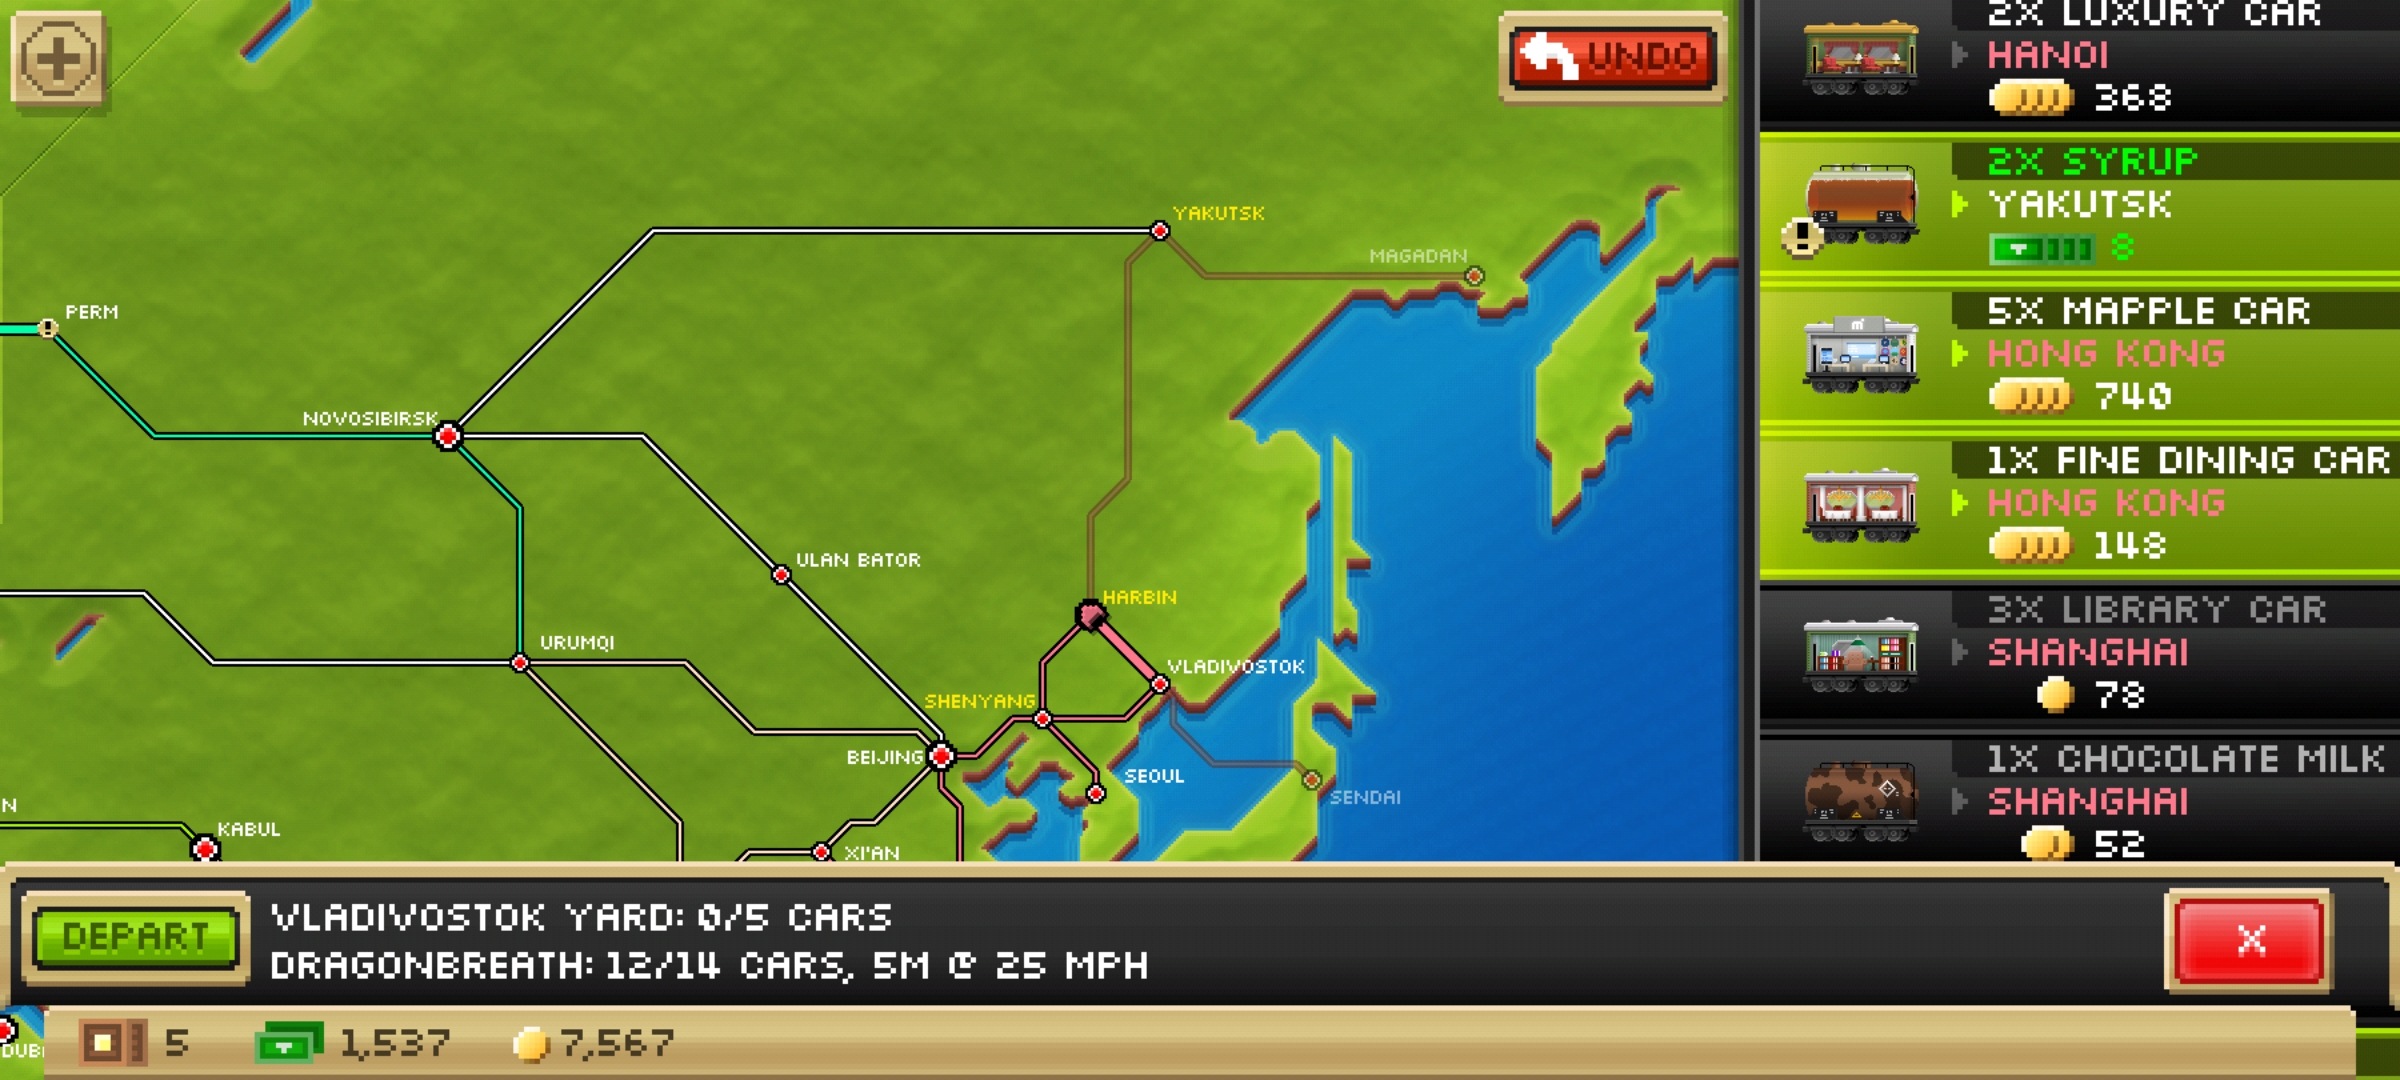 UNDO
YAKUTSK
MAGADAN
PERM
NOVOSIBIRSK
ULAN BATOR
HARBIN
URUMQI
VLADIVOSTOK
SHENYANG
BEIJING
SEOUL
SENDAI
N
KABUL
XI'AN
2X LUXURY CAR
HANOI
368
2X SYRUP
YAKUTSK
8
5X MAPPLE CAR
HONG KONG
740
1X FINE DINING CAR
HONG KONG
148
3X LIBRARY CAR
SHANGHAI
78
1X CHOCOLATE MILK
SHANGHAI
52
DEPART
VLADIVOSTOK YARD: 0/5 CARS
DRAGONBREATH: 12/14 CARS, 5M @ 25 MPH
X
DUB
5
1,537
7,567